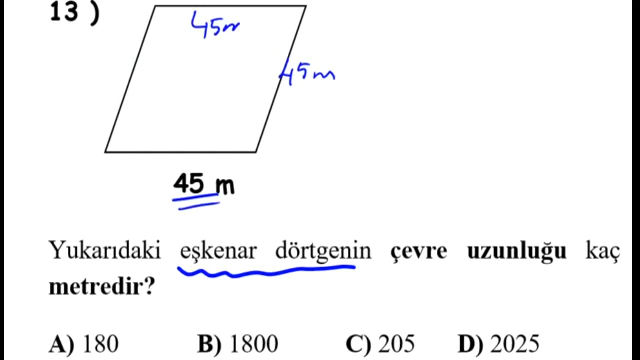 13 )
45m
45m
45 m
Yukarıdaki eşkenar dörtgenin çevre uzunluğu kaç
metredir?
A) 180 B) 1800 C) 205 D) 2025